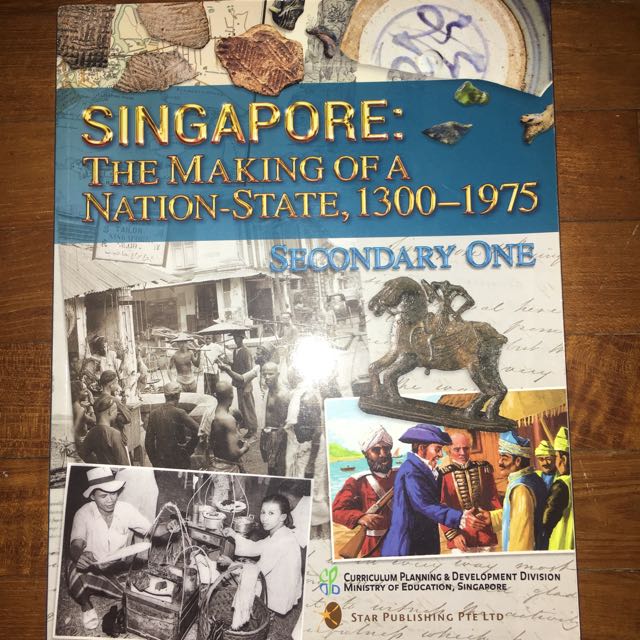 SINGAPORE:
THE MAKING OF A
NATION-STATE, 1300–1975
SECONDARY ONE
CURRICULUM PLANNING & DEVELOPMENT DIVISION
MINISTRY OF EDUCATION, SINGAPORE
STAR PUBLISHING PTE LTD